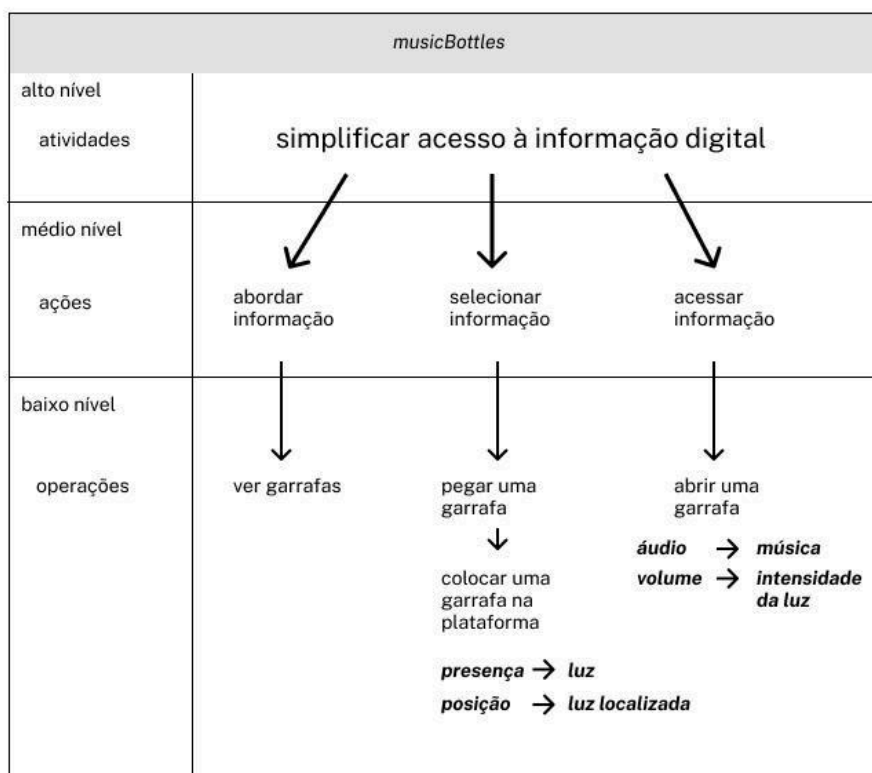 musicBottles
alto nível
atividades
simplificar acesso à informação digital
médio nível
ações
abordar
informação
selecionar
informação
acessar
informação
baixo nível
operações
ver garrafas
pegar uma
garrafa
colocar uma
garrafa na
plataforma
presença → luz
posição → luz localizada
abrir uma
garrafa
áudio → música
volume → intensidade
da luz